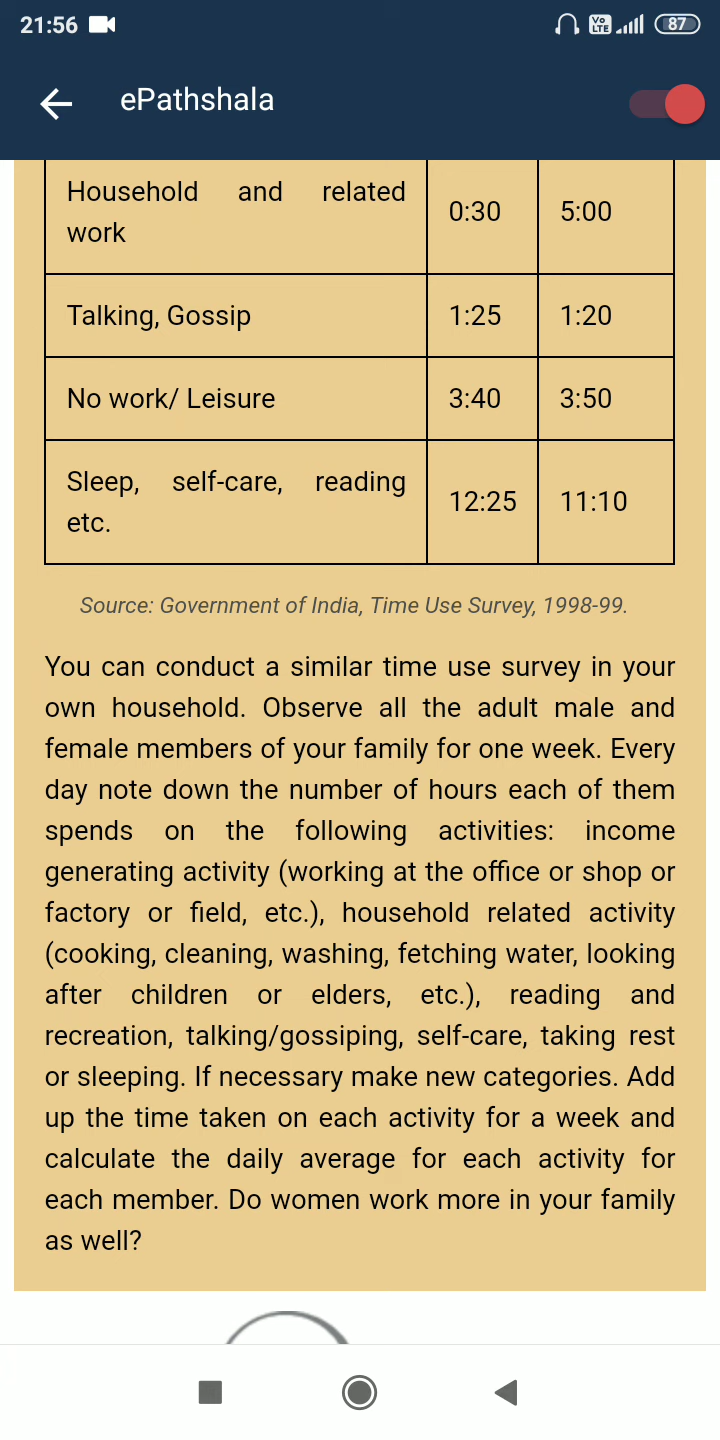 21:56
Vo LTE
87
ePathshala
Household and related
work
0:30 5:00
Talking, Gossip 1:25 1:20
No work/ Leisure 3:40 3:50
Sleep, self-care, reading
etc.
12:25 11:10
Source: Government of India, Time Use Survey, 1998-99.
You can conduct a similar time use survey in your
own household. Observe all the adult male and
female members of your family for one week. Every
day note down the number of hours each of them
spends on the following activities: income
generating activity (working at the office or shop or
factory or field, etc.), household related activity
(cooking, cleaning, washing, fetching water, looking
after children or elders, etc.), reading and
recreation, talking/gossiping, self-care, taking rest
or sleeping. If necessary make new categories. Add
up the time taken on each activity for a week and
calculate the daily average for each activity for
each member. Do women work more in your family
as well?